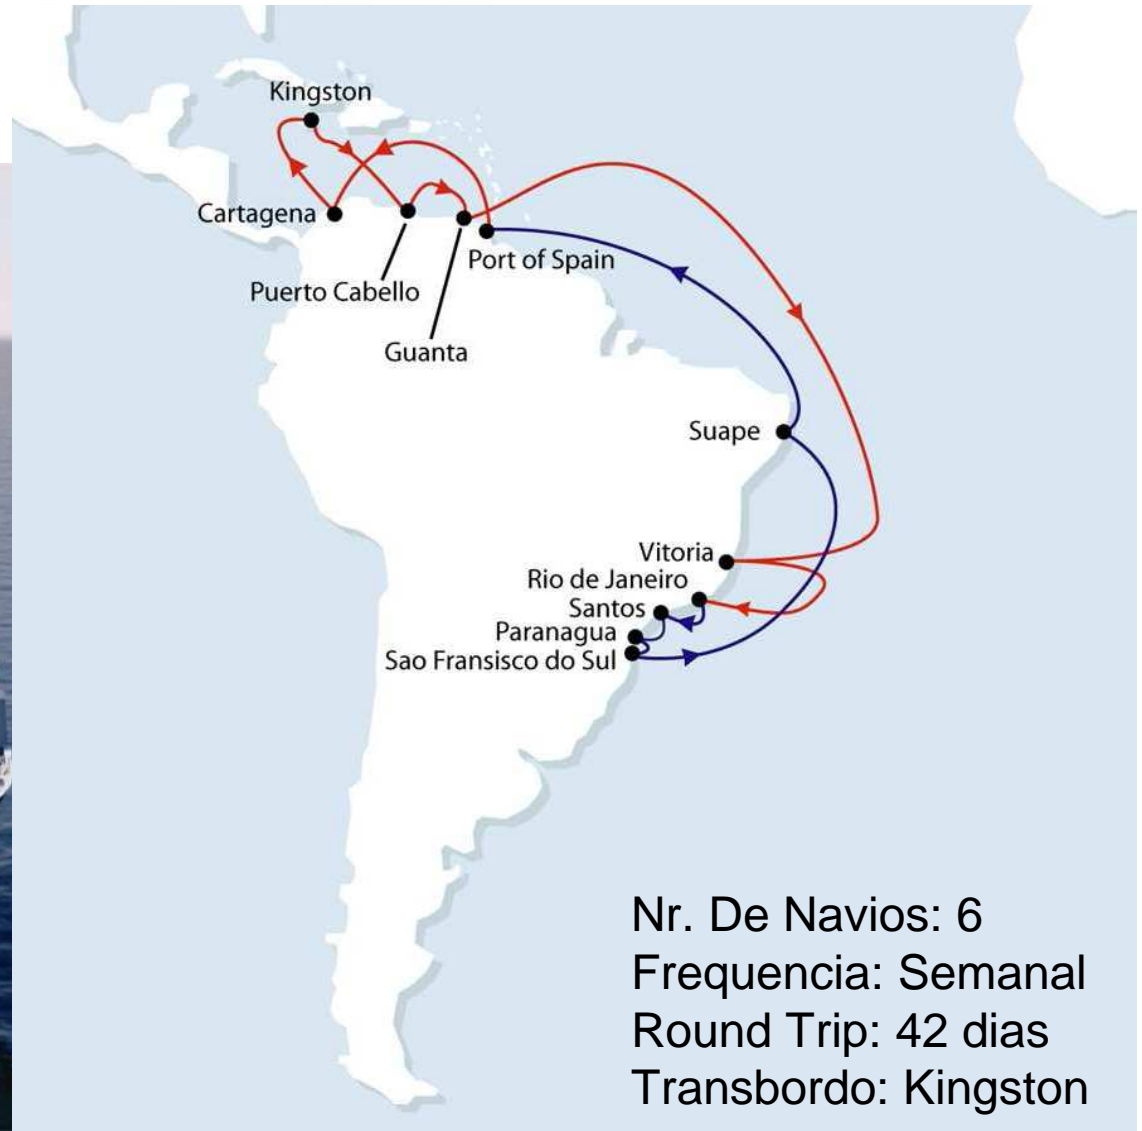 Kingston
Cartagena
Port of Spain
Puerto Cabello
Guanta
Suape
Vitoria
Rio de Janeiro
Santos
Paranagua
Sao Fransisco do Sul
Nr. De Navios: 6
Frequencia: Semanal
Round Trip: 42 dias
Transbordo: Kingston